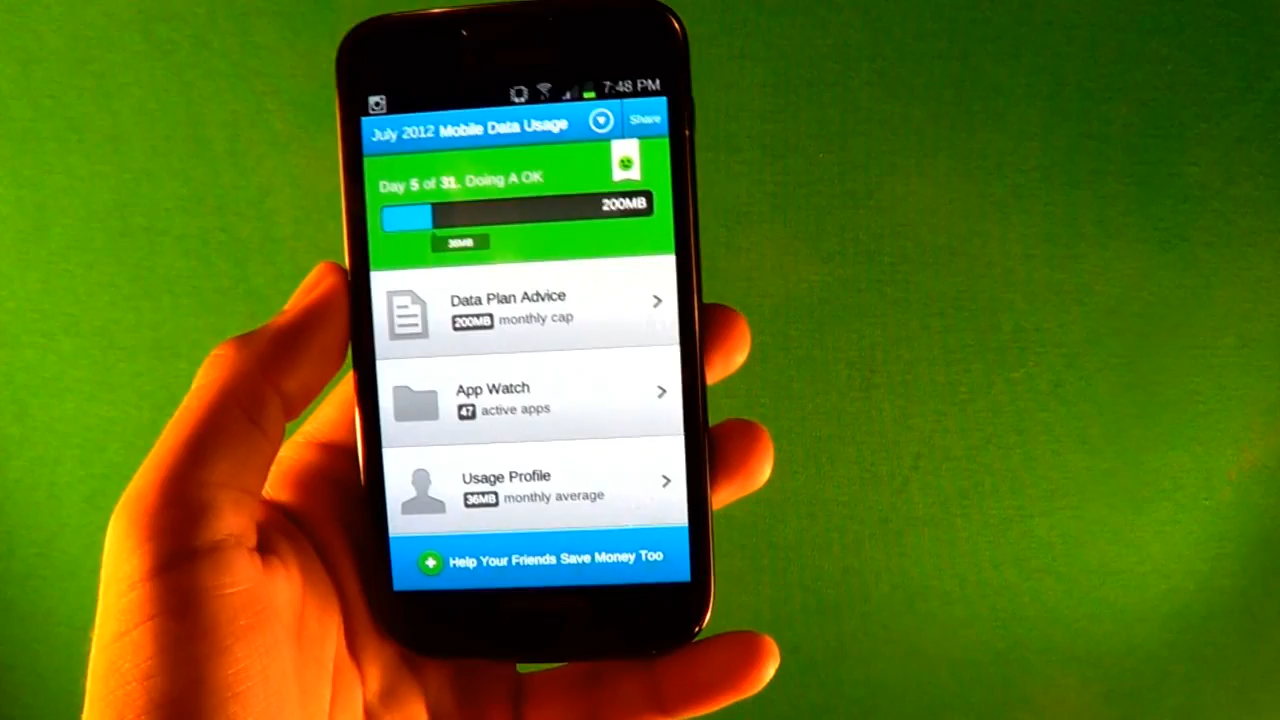 7:48 PM
July 2012 Mobile Data Usage
Share
Day 5 of 31. Doing A OK
200MB
36MB
Data Plan Advice
200MB monthly cap
App Watch
47 active apps
Usage Profile
36MB monthly average
Help Your Friends Save Money Too